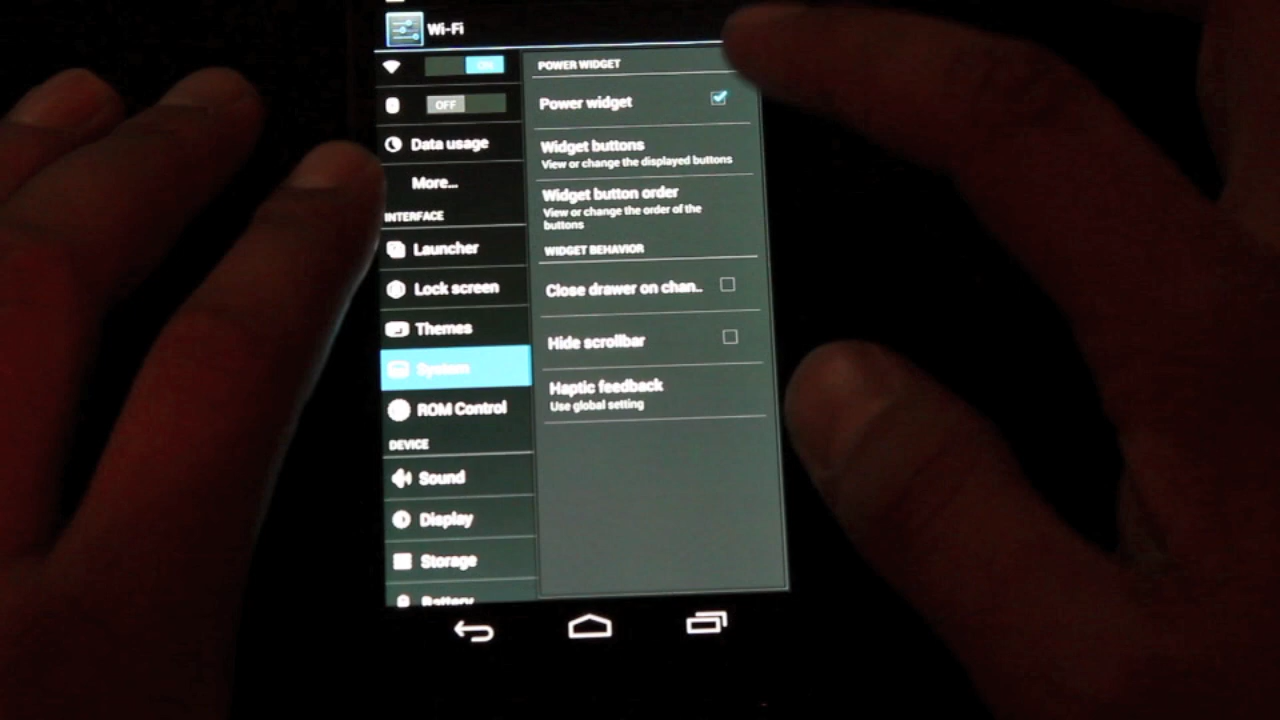 Wi-Fi
ON
OFF
Data usage
More...
INTERFACE
Launcher
Lock screen
Themes
System
ROM Control
DEVICE
Sound
Display
Storage
Battery
POWER WIDGET
Power widget
Widget buttons
View or change the displayed buttons
Widget button order
View or change the order of the
buttons
WIDGET BEHAVIOR
Close drawer on chan..
Hide scrollbar
Haptic feedback
Use global setting